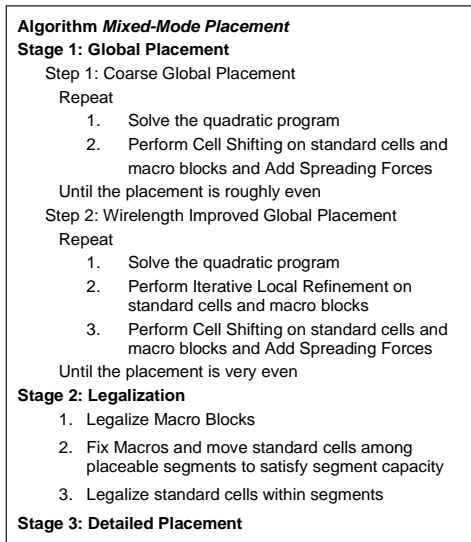 Algorithm Mixed-Mode Placement
Stage 1: Global Placement
Step 1: Coarse Global Placement
Repeat
1. Solve the quadratic program
2. Perform Cell Shifting on standard cells and
macro blocks and Add Spreading Forces
Until the placement is roughly even
Step 2: Wirelength Improved Global Placement
Repeat
1. Solve the quadratic program
2. Perform Iterative Local Refinement on
standard cells and macro blocks
3. Perform Cell Shifting on standard cells and
macro blocks and Add Spreading Forces
Until the placement is very even
Stage 2: Legalization
1. Legalize Macro Blocks
2. Fix Macros and move standard cells among
placeable segments to satisfy segment capacity
3. Legalize standard cells within segments
Stage 3: Detailed Placement